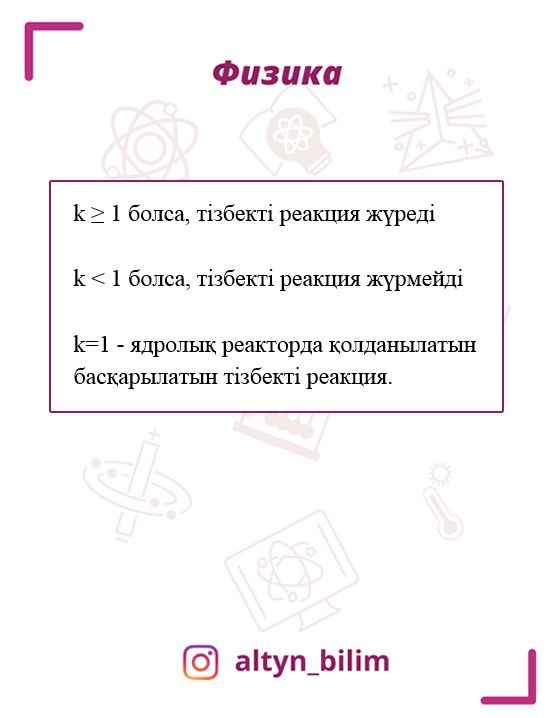 Физика
k ≥ 1 болса, тізбекті реакция жүреді
k < 1 болса, тізбекті реакция жүрмейді
k=1 - ядролық реакторда қолданылатын
басқарылатын тізбекті реакция.
altyn_bilim